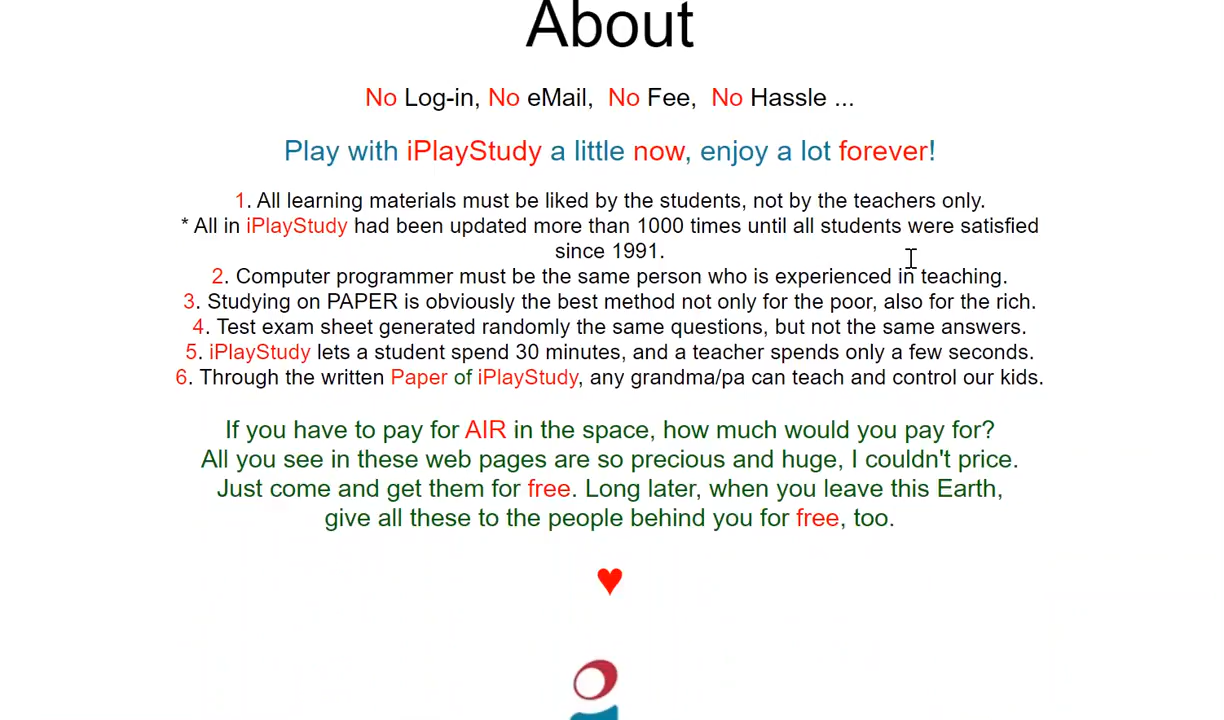 About
No Log-in, No eMail, No Fee, No Hassle ...
Play with iPlayStudy a little now, enjoy a lot forever!
1. All learning materials must be liked by the students, not by the teachers only.
* All in iPlayStudy had been updated more than 1000 times until all students were satisfied
since 1991.
2. Computer programmer must be the same person who is experienced in teaching.
3. Studying on PAPER is obviously the best method not only for the poor, also for the rich.
4. Test exam sheet generated randomly the same questions, but not the same answers.
5. iPlayStudy lets a student spend 30 minutes, and a teacher spends only a few seconds.
6. Through the written Paper of iPlayStudy, any grandma/pa can teach and control our kids.
If you have to pay for AIR in the space, how much would you pay for?
All you see in these web pages are so precious and huge, I couldn't price.
Just come and get them for free. Long later, when you leave this Earth,
give all these to the people behind you for free, too.